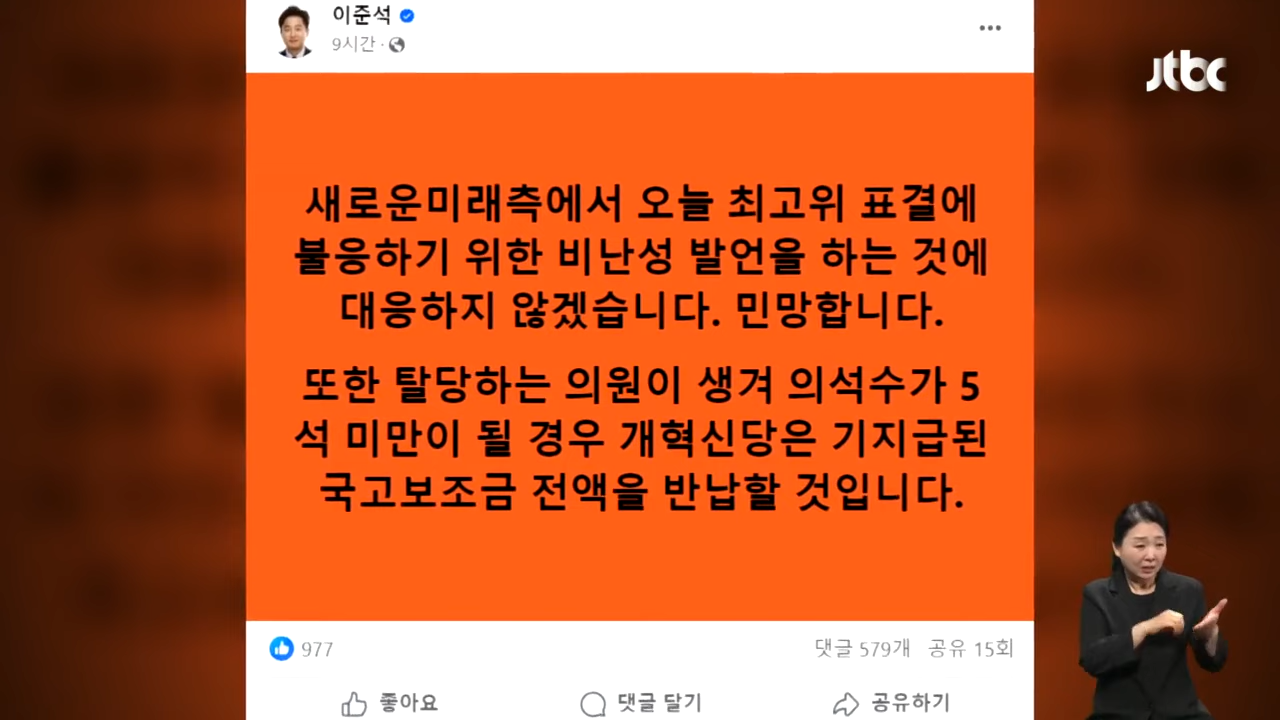 이준석
9시간 ·
jtbc
새로운미래측에서 오늘 최고위 표결에
불응하기 위한 비난성 발언을 하는 것에
대응하지 않겠습니다. 민망합니다.
또한 탈당하는 의원이 생겨 의석수가 5
석 미만이 될 경우 개혁신당은 기지급된
국고보조금 전액을 반납할 것입니다.
977
댓글 579개 공유 15회
좋아요 댓글 달기 공유하기